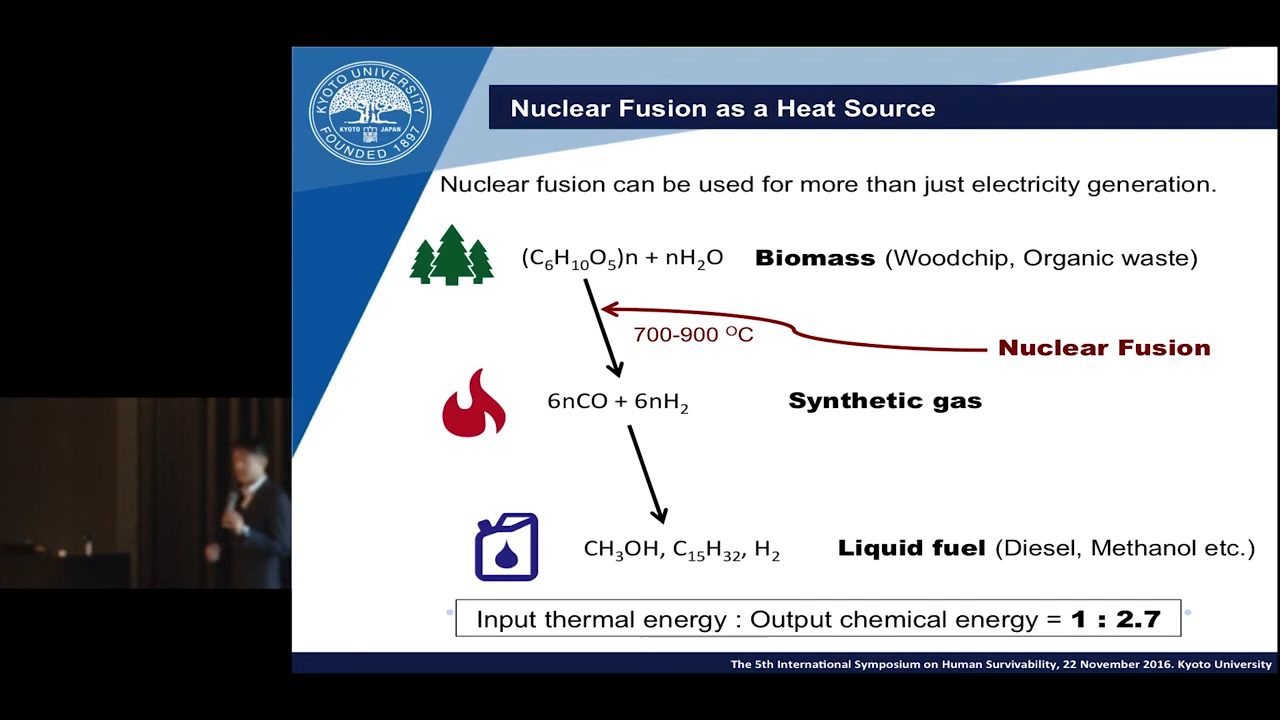 KYOTO UNIVERSITY
KYOTO JAPAN
FOUNDED 1897
Nuclear Fusion as a Heat Source
Nuclear fusion can be used for more than just electricity generation.
(C₆H₁₀O₅)n + nH₂O Biomass (Woodchip, Organic waste)
700-900 ᴼC
Nuclear Fusion
6nCO + 6nH₂ Synthetic gas
CH₃OH, C₁₅H₃₂, H₂ Liquid fuel (Diesel, Methanol etc.)
Input thermal energy : Output chemical energy = 1 : 2.7
The 5th International Symposium on Human Survivability, 22 November 2016. Kyoto University